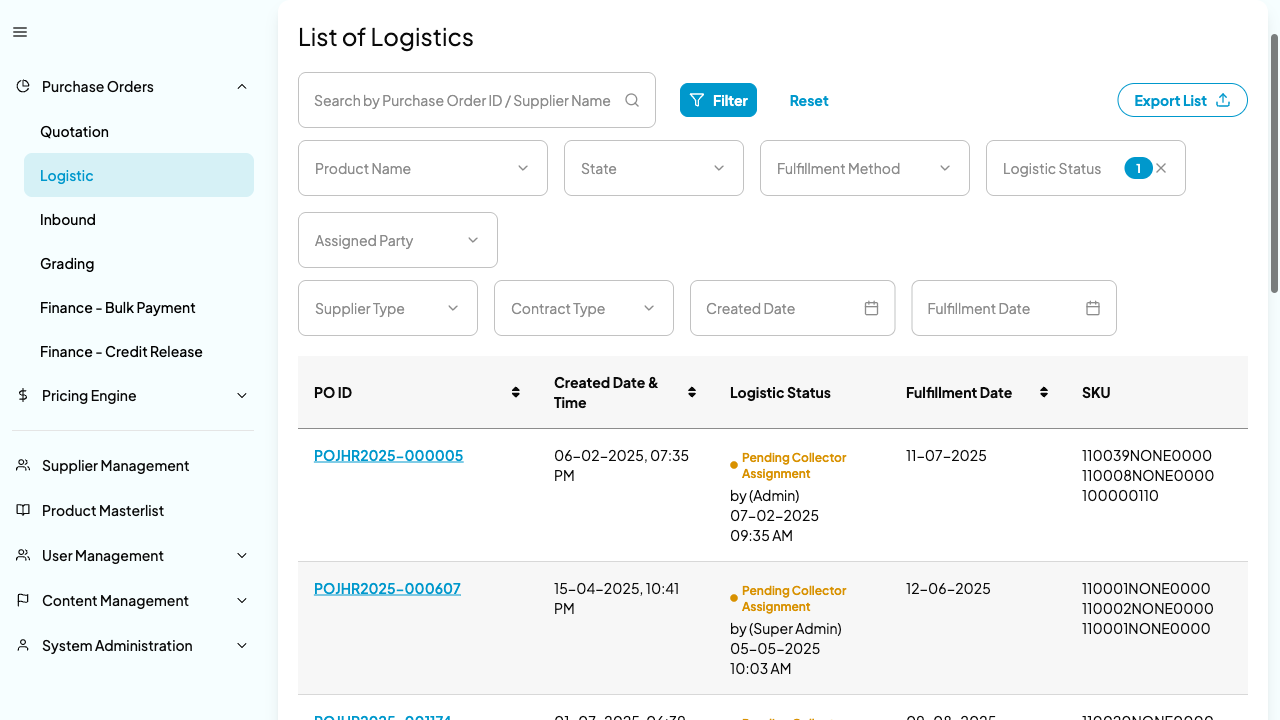 List of Logistics
Purchase Orders
Quotation
Logistic
Inbound
Grading
Finance - Bulk Payment
Finance - Credit Release
Pricing Engine
Supplier Management
Product Masterlist
User Management
Content Management
System Administration
Search by Purchase Order ID / Supplier Name
Filter
Reset
Export List
Product Name
State
Fulfillment Method
Logistic Status 1
Assigned Party
Supplier Type
Contract Type
Created Date
Fulfillment Date
PO ID
Created Date &
Time
Logistic Status
Fulfillment Date
SKU
POJHR2025-000005
06-02-2025, 07:35
PM
Pending Collector
Assignment
by (Admin)
07-02-2025
09:35 AM
11-07-2025
110039NONE0000
110008NONE0000
100000110
POJHR2025-000607
15-04-2025, 10:41
PM
Pending Collector
Assignment
by (Super Admin)
05-05-2025
10:03 AM
12-06-2025
110001NONE0000
110002NONE0000
110001NONE0000